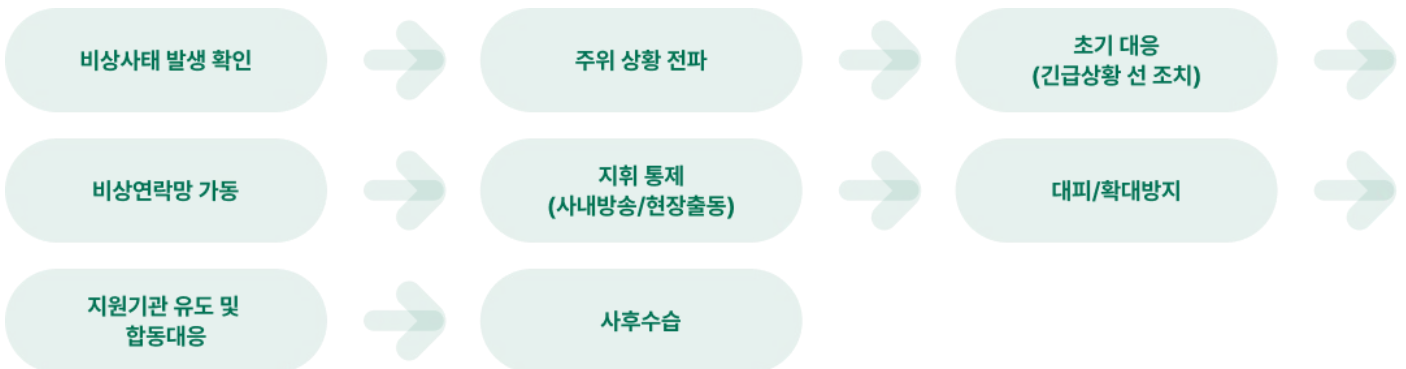 비상사태 발생 확인
주위 상황 전파
초기 대응
(긴급상황 선 조치)
비상연락망 가동
지휘 통제
(사내방송/현장출동)
대피/확대방지
지원기관 유도 및
합동대응
사후수습